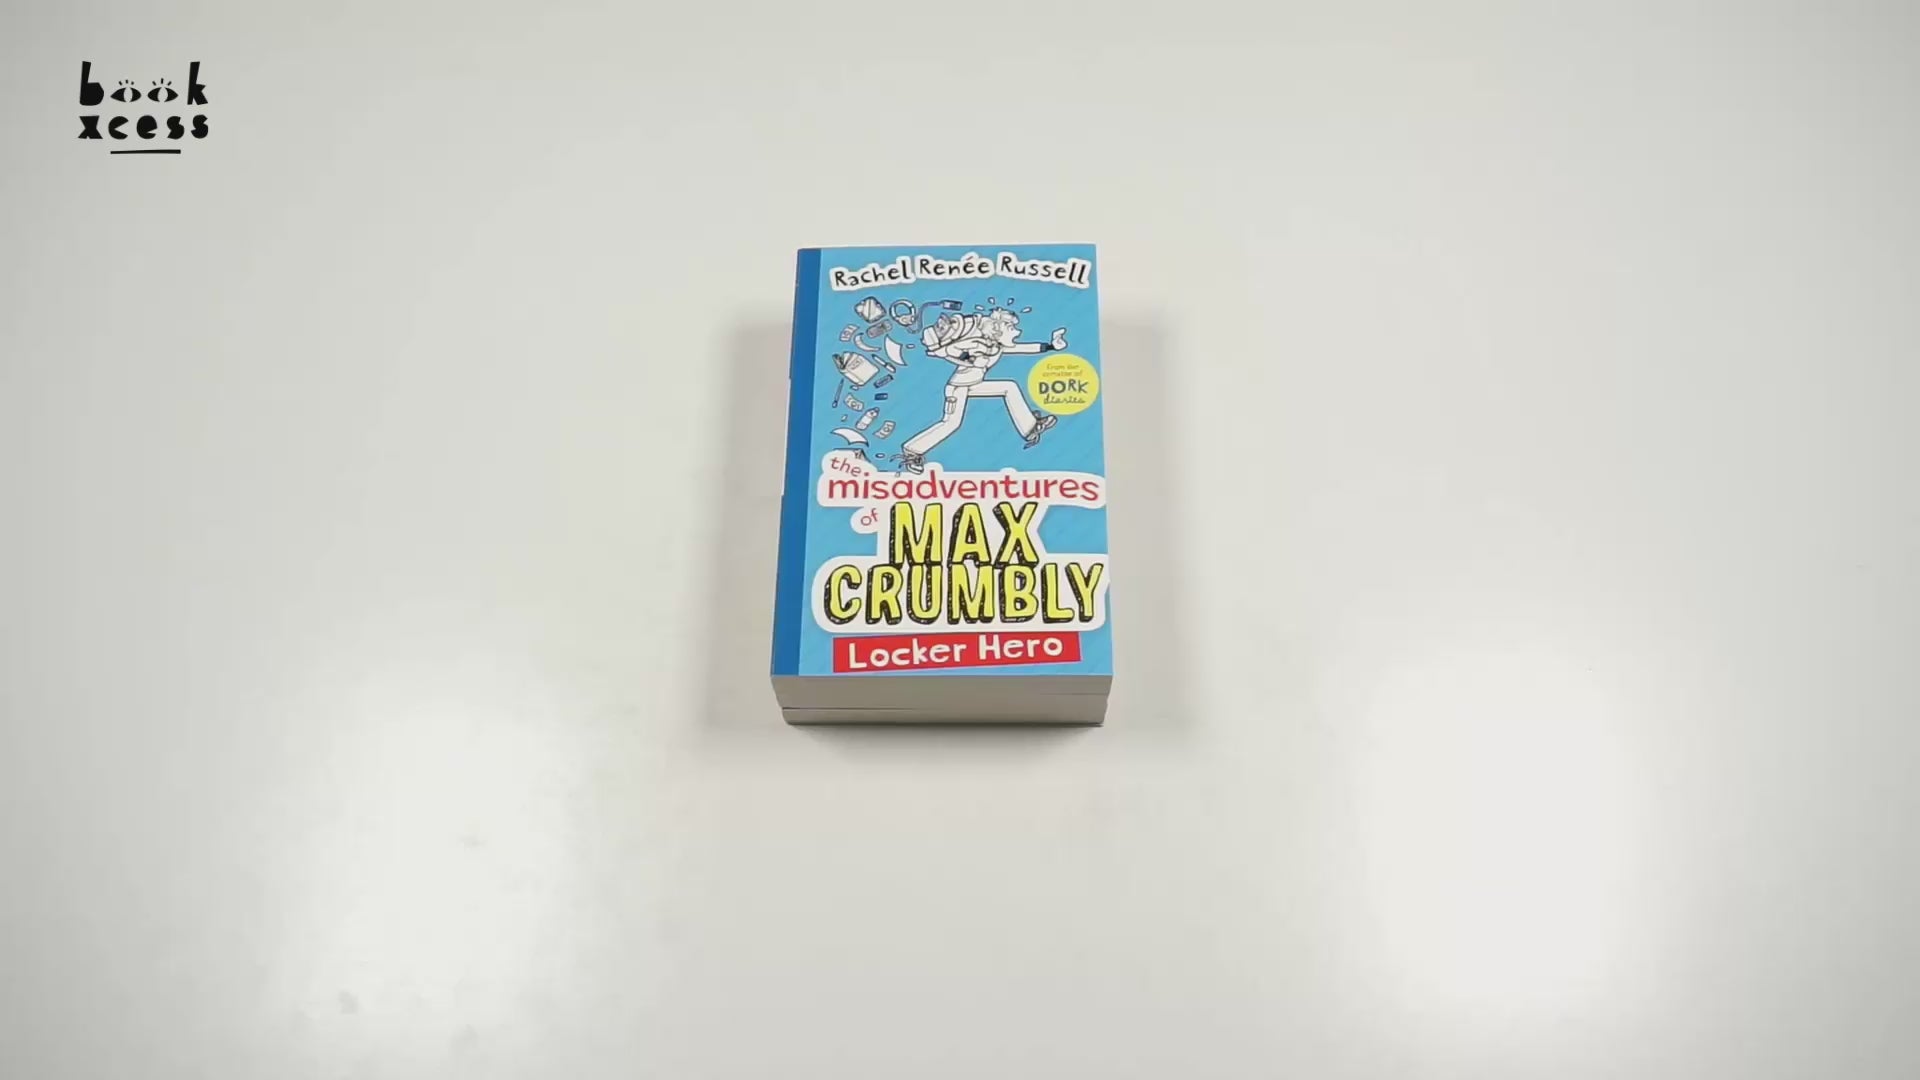 book
xcess
Rachel Renée Russell
From the
creator of
DORK
diaries
the
misadventures
of
MAX
CRUMBLY
Locker Hero